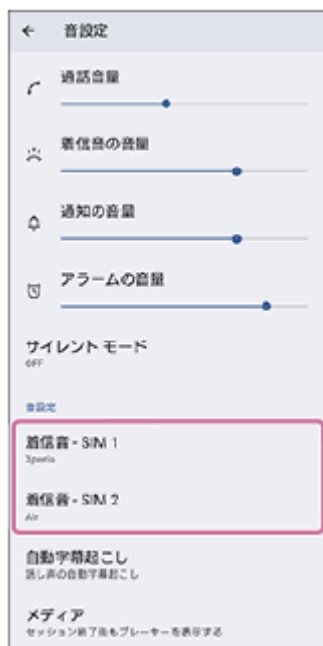 音設定
通話音量
着信音の音量
通知の音量
アラームの音量
サイレント モード
OFF
音設定
着信音 - SIM 1
Xperia
着信音 - SIM 2
Air
自動字幕起こし
話し声の自動字幕起こし
メディア
セッション終了後もプレーヤーを表示する